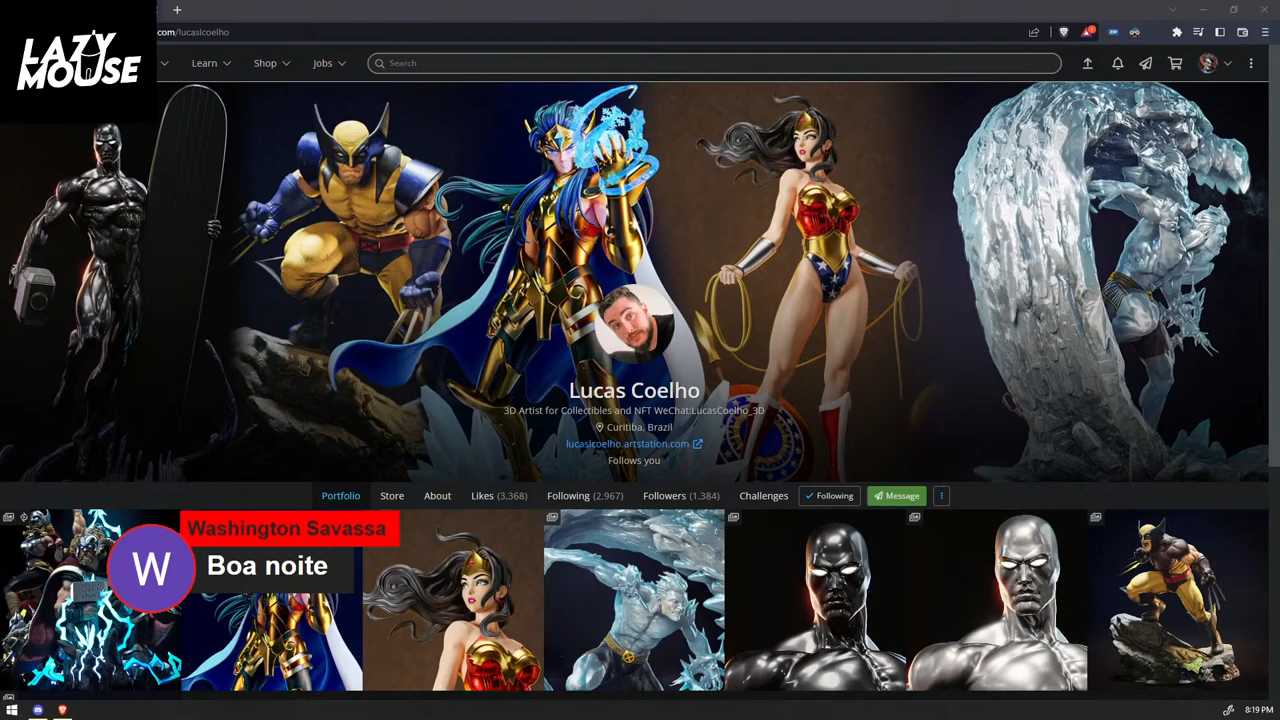 com/lucaslcoelho
LAZY
MOUSE
Learn
Shop
Jobs
Search
Lucas Coelho
3D Artist for Collectibles and NFT WeChat:LucasCoelho_3D
Curitiba, Brazil
lucaslcoelho.artstation.com
Follows you
Portfolio
Store
About
Likes (3,368)
Following (2,967)
Followers (1,384)
Challenges
Following
Message
Washington Savassa
W
Boa noite
8:19 PM